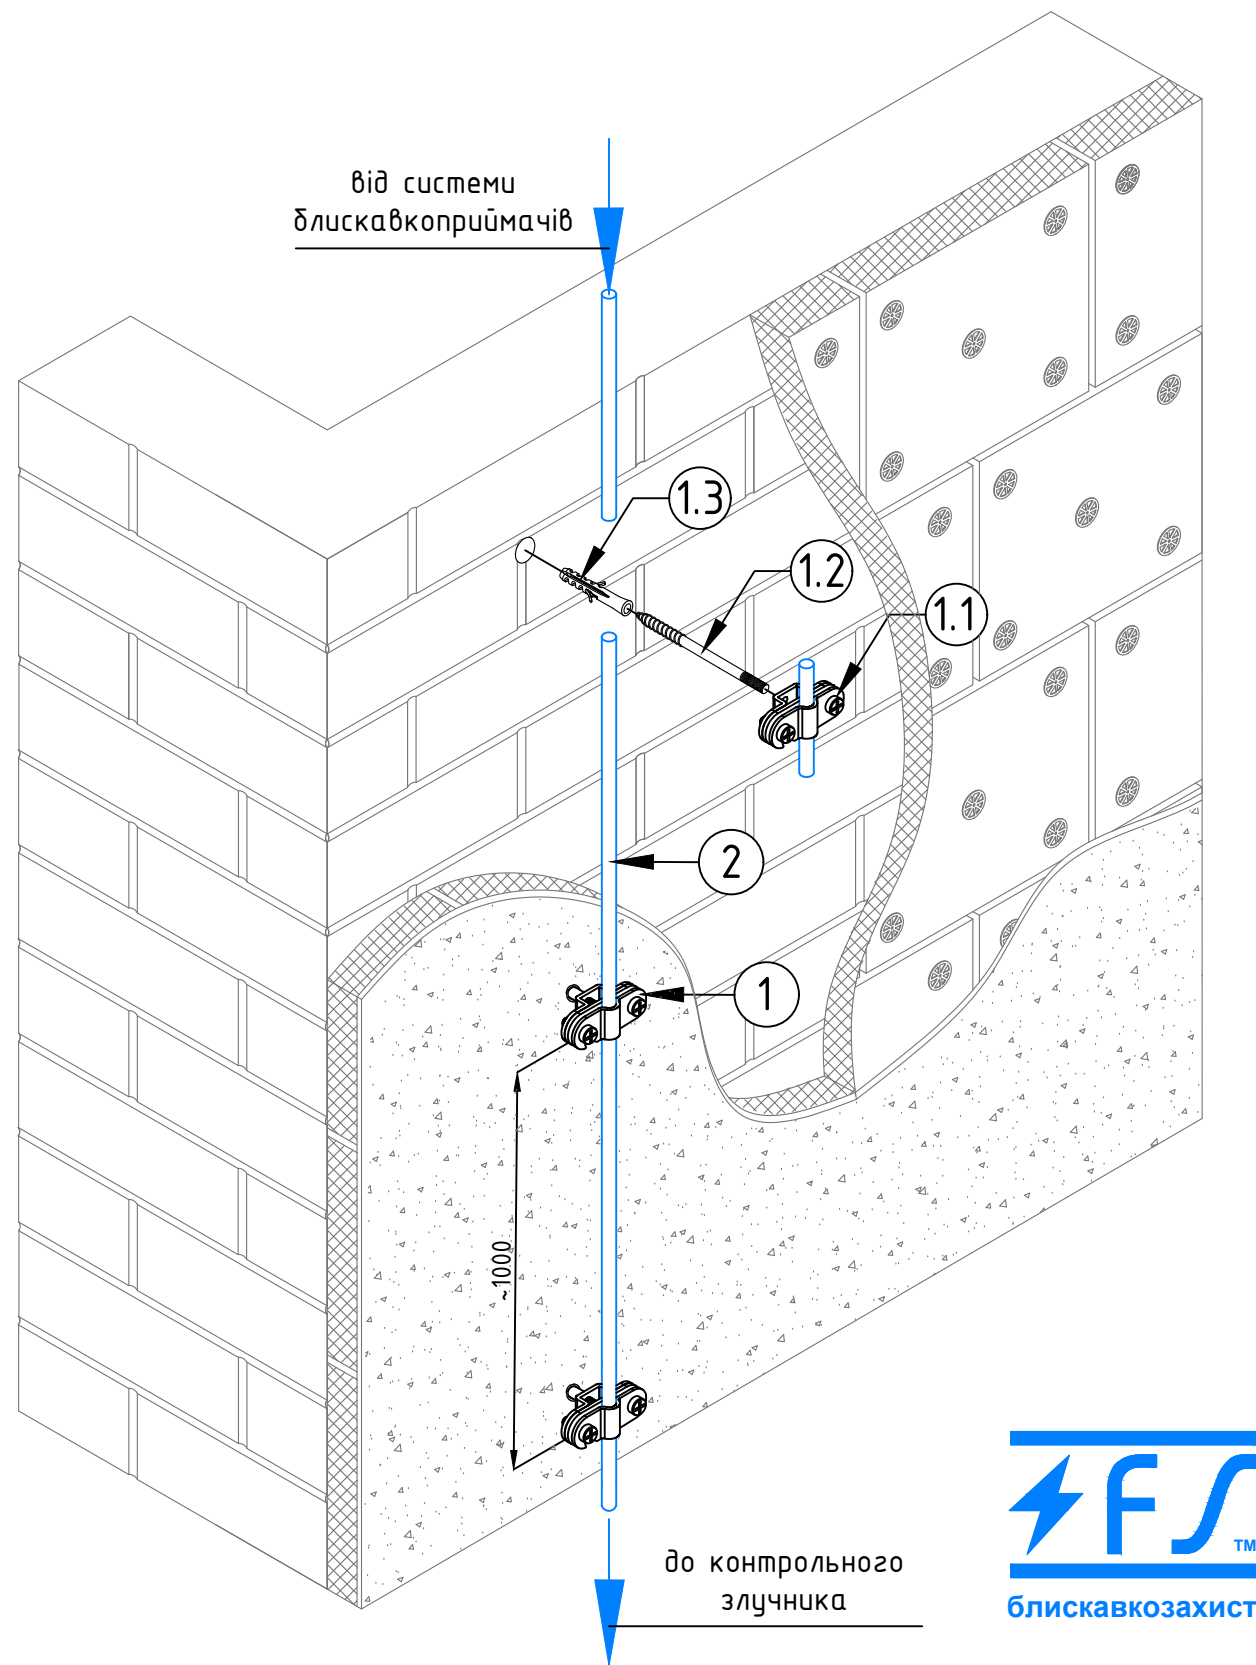 від системи
блискавкоприймачів
1.3
1.2
1.1
2
1
~1000
до контрольного
злучника
FS
TM
блискавкозахист